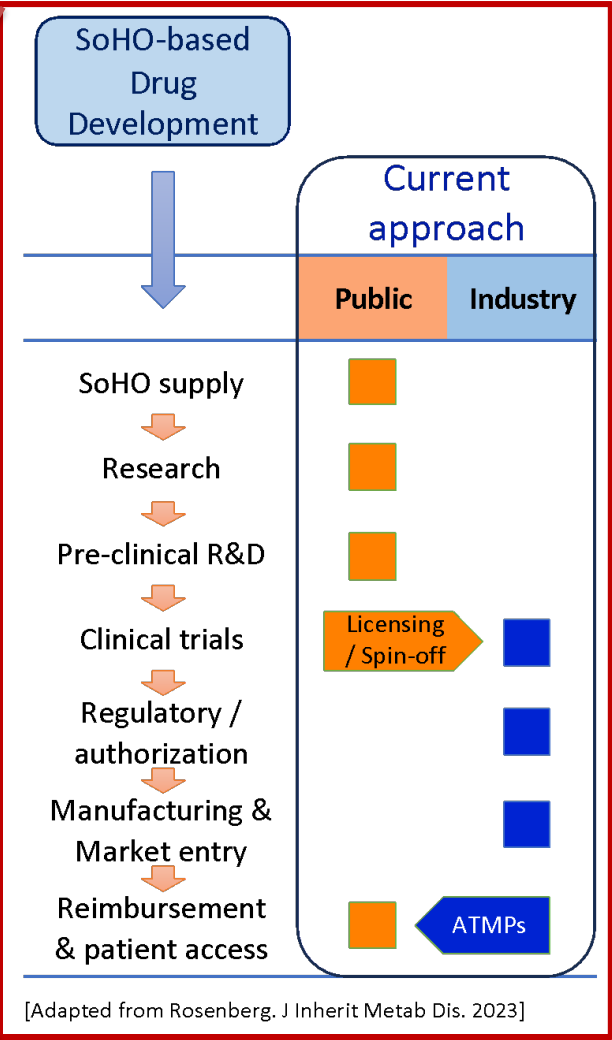 SoHO-based
Drug
Development
Current
approach
Public
Industry
SoHO supply
Research
Pre-clinical R&D
Clinical trials
Licensing
/ Spin-off
Regulatory /
authorization
Manufacturing &
Market entry
Reimbursement
& patient access
ATMPs
[Adapted from Rosenberg. J Inherit Metab Dis. 2023]